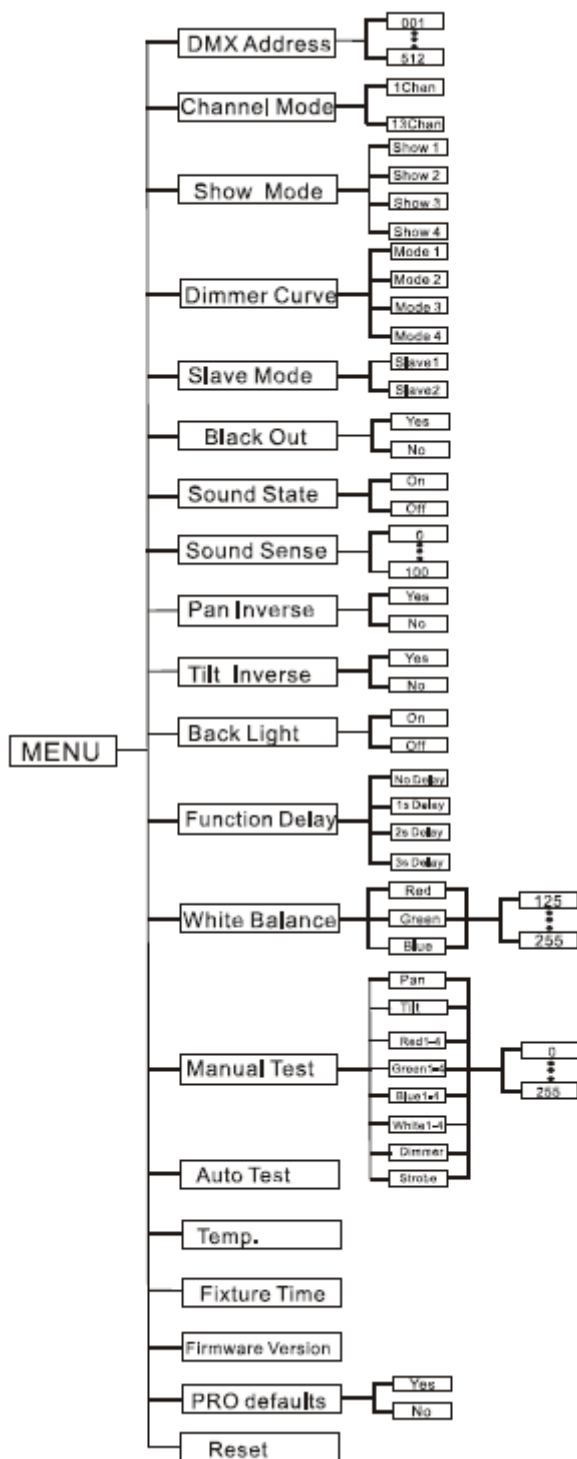 MENU
DMX Address
001
512
Channel Mode
1Chan
13Chan
Show Mode
Show 1
Show 2
Show 3
Show 4
Dimmer Curve
Mode 1
Mode 2
Mode 3
Mode 4
Slave Mode
Slave1
Slave2
Black Out
Yes
No
Sound State
On
Off
Sound Sense
0
100
Pan Inverse
Yes
No
Tilt Inverse
Yes
No
Back Light
On
Off
Function Delay
No Delay
1s Delay
2s Delay
3s Delay
White Balance
Red
Green
Blue
125
255
Manual Test
Pan
Tilt
Red1-4
Green1-4
Blue1-4
White1-4
Dimmer
Strobe
0
255
Auto Test
Temp.
Fixture Time
Firmware Version
PRO defaults
Yes
No
Reset